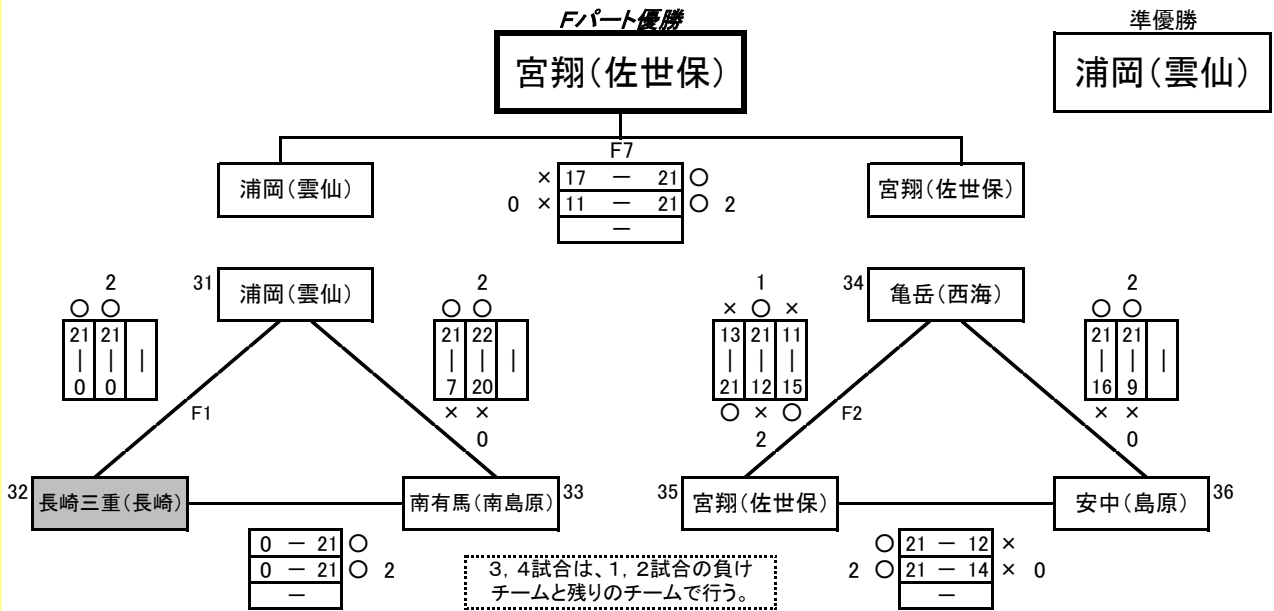 Fパート優勝
宮翔(佐世保)
準優勝
浦岡(雲仙)
F7
浦岡(雲仙)
× 17 － 21 ○
0 × 11 － 21 ○ 2
－
宮翔(佐世保)
2
○ ○
21 21
| | |
0 0
31 浦岡(雲仙)
2
○ ○
21 22
| | |
7 20
× ×
0
F1
32 長崎三重(長崎)
南有馬(南島原) 33
0 － 21 ○
0 － 21 ○ 2
－
1
× ○ ×
13 21 11
| | |
21 12 15
○ × ○
2
34 亀岳(西海)
2
○ ○
21 21
| | |
16 9
× ×
0
F2
35 宮翔(佐世保)
安中(島原) 36
○ 21 － 12 ×
2 ○ 21 － 14 × 0
－
3，4試合は、1，2試合の負け
チームと残りのチームで行う。